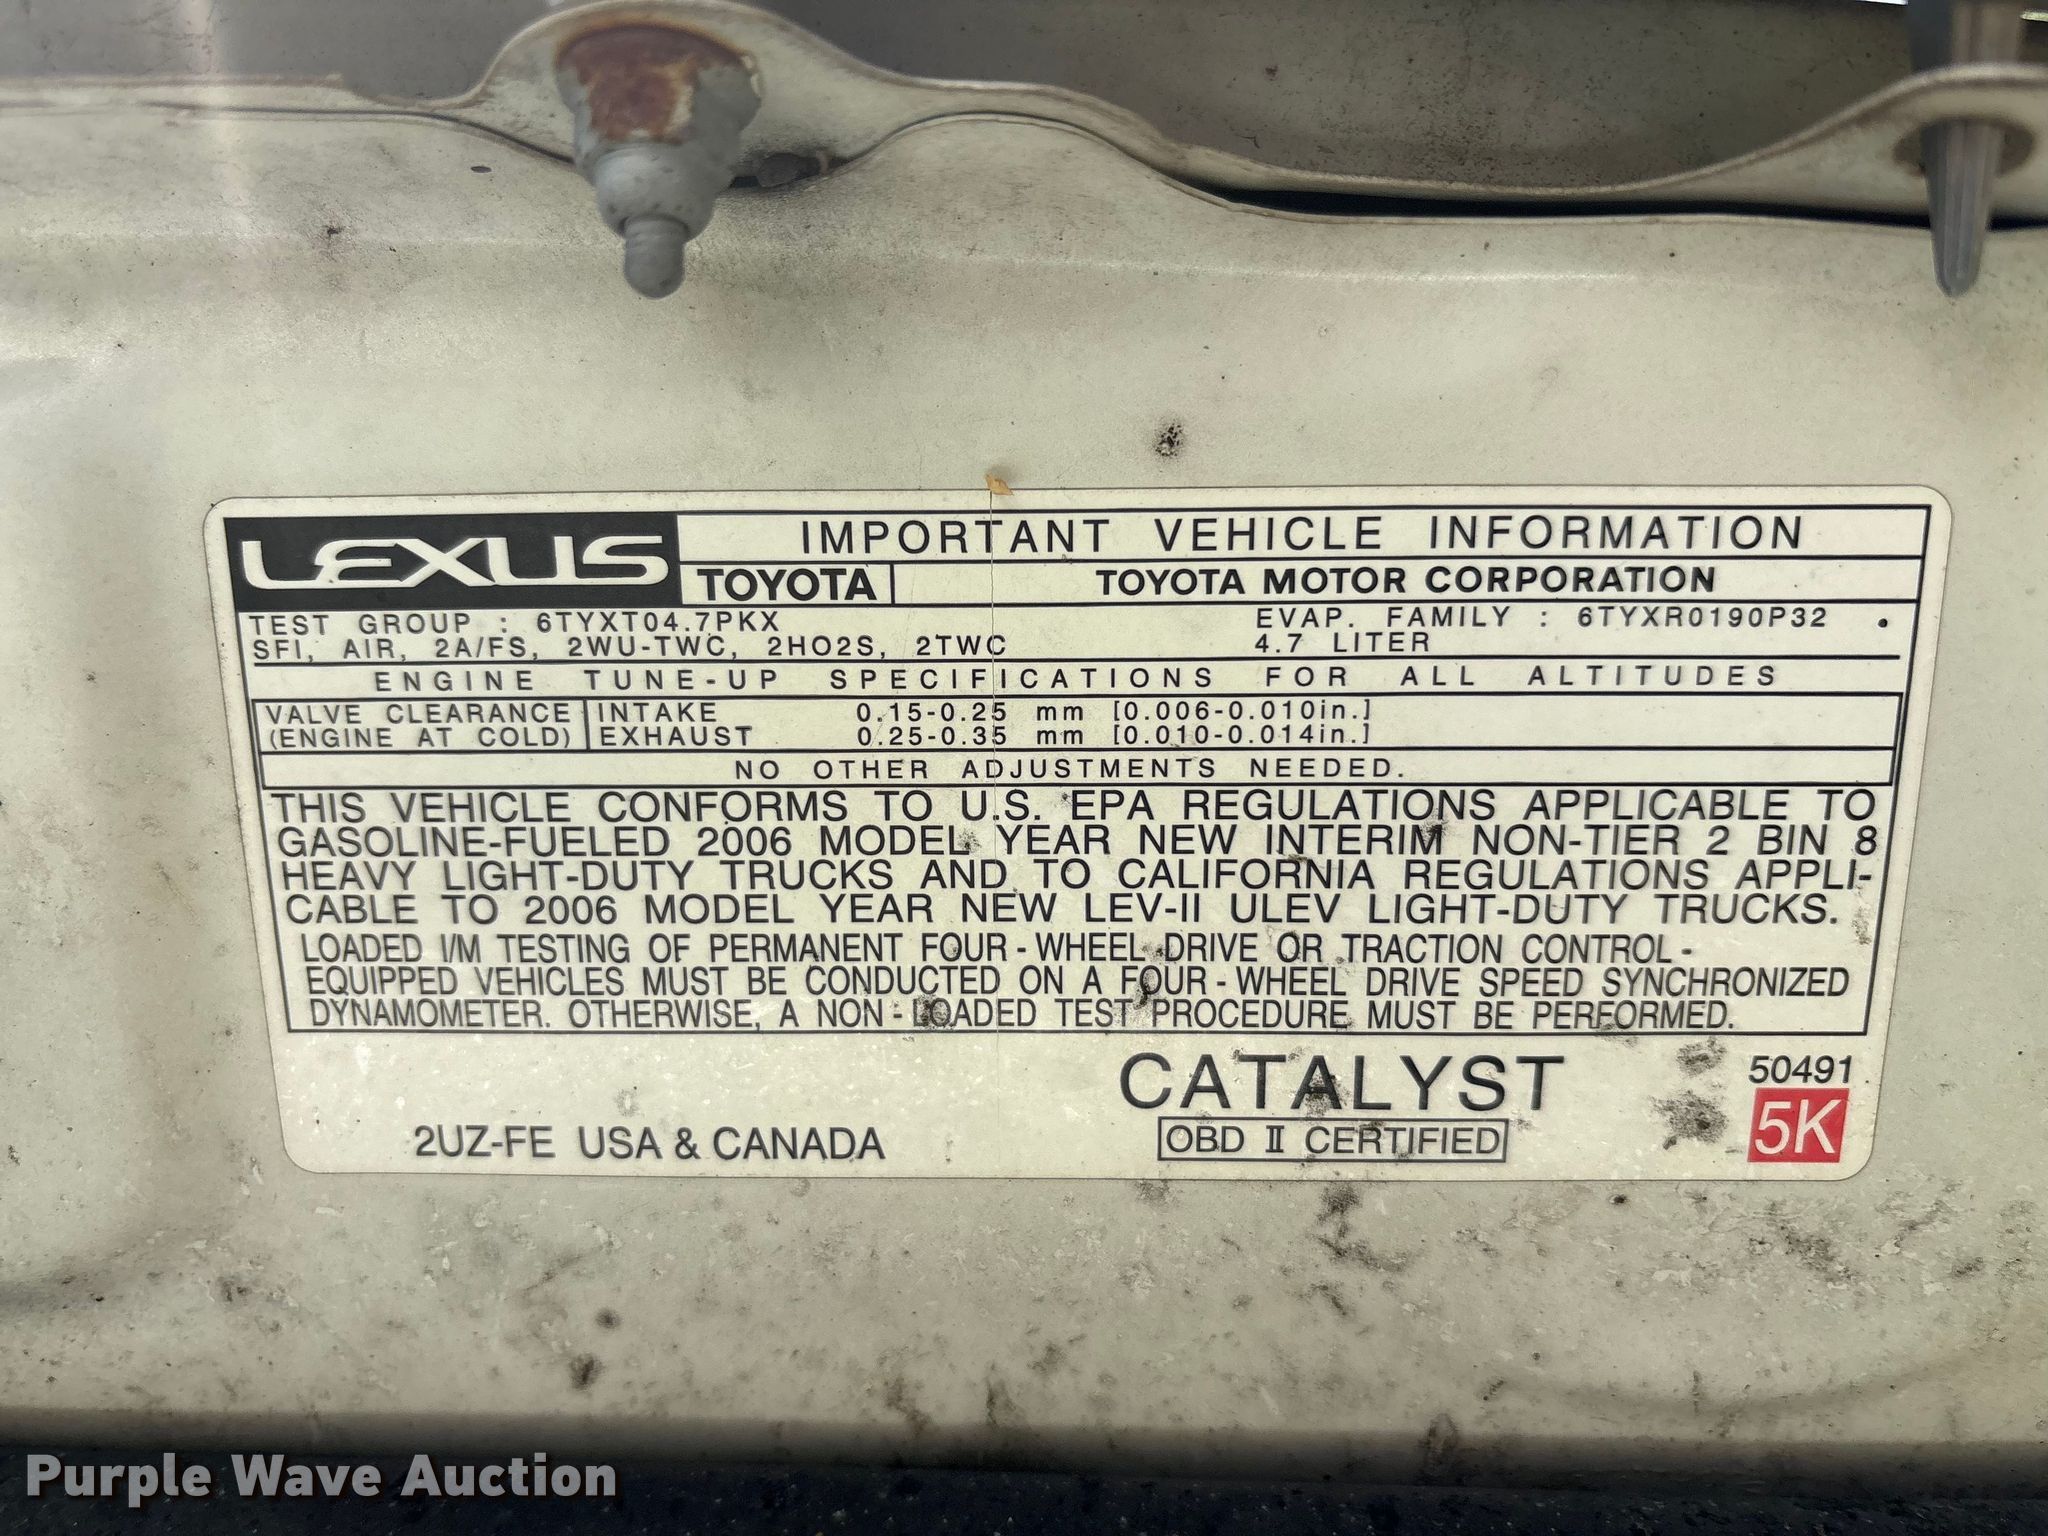 LEXUS
IMPORTANT VEHICLE INFORMATION
TOYOTA
TOYOTA MOTOR CORPORATION
TEST GROUP : 6TYXT04.7PKX
EVAP. FAMILY : 6TYXR0190P32
SFI, AIR, 2A/FS, 2WU-TWC, 2HO2S, 2TWC
4.7 LITER
ENGINE TUNE-UP SPECIFICATIONS FOR ALL ALTITUDES
VALVE CLEARANCE INTAKE 0.15-0.25 mm [0.006-0.010in.]
(ENGINE AT COLD) EXHAUST 0.25-0.35 mm [0.010-0.014in.]
NO OTHER ADJUSTMENTS NEEDED.
THIS VEHICLE CONFORMS TO U.S. EPA REGULATIONS APPLICABLE TO
GASOLINE-FUELED 2006 MODEL YEAR NEW INTERIM NON-TIER 2 BIN 8
HEAVY LIGHT-DUTY TRUCKS AND TO CALIFORNIA REGULATIONS APPLI-
CABLE TO 2006 MODEL YEAR NEW LEV-II ULEV LIGHT-DUTY TRUCKS.
LOADED I/M TESTING OF PERMANENT FOUR - WHEEL DRIVE OR TRACTION CONTROL -
EQUIPPED VEHICLES MUST BE CONDUCTED ON A FOUR - WHEEL DRIVE SPEED SYNCHRONIZED
DYNAMOMETER. OTHERWISE, A NON - LOADED TEST PROCEDURE MUST BE PERFORMED.
CATALYST
50491
2UZ-FE USA & CANADA
OBD II CERTIFIED
5K
Purple Wave Auction